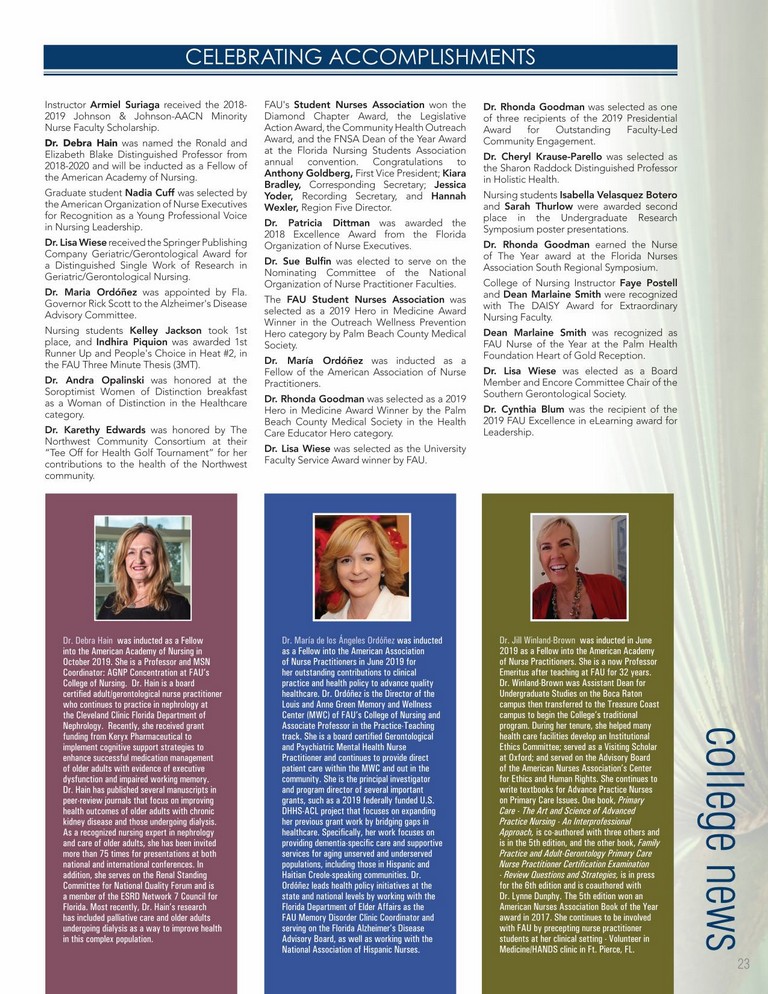 CELEBRATING ACCOMPLISHMENTS
Instructor Armiel Suriaga received the 2018-
2019 Johnson & Johnson-AACN Minority
Nurse Faculty Scholarship.
Dr. Debra Hain was named the Ronald and
Elizabeth Blake Distinguished Professor from
2018-2020 and will be inducted as a Fellow of
the American Academy of Nursing.
Graduate student Nadia Cuff was selected by
the American Organization of Nurse Executives
for Recognition as a Young Professional Voice
in Nursing Leadership.
Dr. Lisa Wiese received the Springer Publishing
Company Geriatric/Gerontological Award for
a Distinguished Single Work of Research in
Geriatric/Gerontological Nursing.
Dr. Maria Ordóñez was appointed by Fla.
Governor Rick Scott to the Alzheimer's Disease
Advisory Committee.
Nursing students Kelley Jackson took 1st
place, and Indhira Piquion was awarded 1st
Runner Up and People's Choice in Heat #2, in
the FAU Three Minute Thesis (3MT).
Dr. Andra Opalinski was honored at the
Soroptimist Women of Distinction breakfast
as a Woman of Distinction in the Healthcare
category.
Dr. Karethy Edwards was honored by The
Northwest Community Consortium at their
"Tee Off for Health Golf Tournament" for her
contributions to the health of the Northwest
community.
FAU's Student Nurses Association won the
Diamond Chapter Award, the Legislative
Action Award, the Community Health Outreach
Award, and the FNSA Dean of the Year Award
at the Florida Nursing Students Association
annual convention. Congratulations to
Anthony Goldberg, First Vice President; Kiara
Bradley, Corresponding Secretary; Jessica
Yoder, Recording Secretary, and Hannah
Wexler, Region Five Director.
Dr. Patricia Dittman was awarded the
2018 Excellence Award from the Florida
Organization of Nurse Executives.
Dr. Sue Bulfin was elected to serve on the
Nominating Committee of the National
Organization of Nurse Practitioner Faculties.
The FAU Student Nurses Association was
selected as a 2019 Hero in Medicine Award
Winner in the Outreach Wellness Prevention
Hero category by Palm Beach County Medical
Society.
Dr. María Ordóñez was inducted as a
Fellow of the American Association of Nurse
Practitioners.
Dr. Rhonda Goodman was selected as a 2019
Hero in Medicine Award Winner by the Palm
Beach County Medical Society in the Health
Care Educator Hero category.
Dr. Lisa Wiese was selected as the University
Faculty Service Award winner by FAU.
Dr. Rhonda Goodman was selected as one
of three recipients of the 2019 Presidential
Award for Outstanding Faculty-Led
Community Engagement.
Dr. Cheryl Krause-Parello was selected as
the Sharon Raddock Distinguished Professor
in Holistic Health.
Nursing students Isabella Velasquez Botero
and Sarah Thurlow were awarded second
place in the Undergraduate Research
Symposium poster presentations.
Dr. Rhonda Goodman earned the Nurse
of The Year award at the Florida Nurses
Association South Regional Symposium.
College of Nursing Instructor Faye Postell
and Dean Marlaine Smith were recognized
with The DAISY Award for Extraordinary
Nursing Faculty.
Dean Marlaine Smith was recognized as
FAU Nurse of the Year at the Palm Health
Foundation Heart of Gold Reception.
Dr. Lisa Wiese was elected as a Board
Member and Encore Committee Chair of the
Southern Gerontological Society.
Dr. Cynthia Blum was the recipient of the
2019 FAU Excellence in eLearning award for
Leadership.
Dr. Debra Hain was inducted as a Fellow
into the American Academy of Nursing in
October 2019. She is a Professor and MSN
Coordinator: AGNP Concentration at FAU's
College of Nursing. Dr. Hain is a board
certified adult/gerontological nurse practitioner
who continues to practice in nephrology at
the Cleveland Clinic Florida Department of
Nephrology. Recently, she received grant
funding from Keryx Pharmaceutical to
implement cognitive support strategies to
enhance successful medication management
of older adults with evidence of executive
dysfunction and impaired working memory.
Dr. Hain has published several manuscripts in
peer-review journals that focus on improving
health outcomes of older adults with chronic
kidney disease and those undergoing dialysis.
As a recognized nursing expert in nephrology
and care of older adults, she has been invited
more than 75 times for presentations at both
national and international conferences. In
addition, she serves on the Renal Standing
Committee for National Quality Forum and is
a member of the ESRD Network 7 Council for
Florida. Most recently, Dr. Hain's research
has included palliative care and older adults
undergoing dialysis as a way to improve health
in this complex population.
Dr. María de los Ángeles Ordóñez was inducted
as a Fellow into the American Association
of Nurse Practitioners in June 2019 for
her outstanding contributions to clinical
practice and health policy to advance quality
healthcare. Dr. Ordóñez is the Director of the
Louis and Anne Green Memory and Wellness
Center (MWC) of FAU's College of Nursing and
Associate Professor in the Practice-Teaching
track. She is a board certified Gerontological
and Psychiatric Mental Health Nurse
Practitioner and continues to provide direct
patient care within the MWC and out in the
community. She is the principal investigator
and program director of several important
grants, such as a 2019 federally funded U.S.
DHHS-ACL project that focuses on expanding
her previous grant work by bridging gaps in
healthcare. Specifically, her work focuses on
providing dementia-specific care and supportive
services for aging unserved and underserved
populations, including those in Hispanic and
Haitian Creole-speaking communities. Dr.
Ordóñez leads health policy initiatives at the
state and national levels by working with the
Florida Department of Elder Affairs as the
FAU Memory Disorder Clinic Coordinator and
serving on the Florida Alzheimer's Disease
Advisory Board, as well as working with the
National Association of Hispanic Nurses.
Dr. Jill Winland-Brown was inducted in June
2019 as a Fellow into the American Academy
of Nurse Practitioners. She is a now Professor
Emeritus after teaching at FAU for 32 years.
Dr. Winland-Brown was Assistant Dean for
Undergraduate Studies on the Boca Raton
campus then transferred to the Treasure Coast
campus to begin the College's traditional
program. During her tenure, she helped many
health care facilities develop an Institutional
Ethics Committee; served as a Visiting Scholar
at Oxford; and served on the Advisory Board
of the American Nurses Association's Center
for Ethics and Human Rights. She continues to
write textbooks for Advance Practice Nurses
on Primary Care Issues. One book, Primary
Care - The Art and Science of Advanced
Practice Nursing - An Interprofessional
Approach, is co-authored with three others and
is in the 5th edition, and the other book, Family
Practice and Adult-Gerontology Primary Care
Nurse Practitioner Certification Examination
- Review Questions and Strategies, is in press
for the 6th edition and is coauthored with
Dr. Lynne Dunphy. The 5th edition won an
American Nurses Association Book of the Year
award in 2017. She continues to be involved
with FAU by precepting nurse practitioner
students at her clinical setting - Volunteer in
Medicine/HANDS clinic in Ft. Pierce, FL.
college news
23